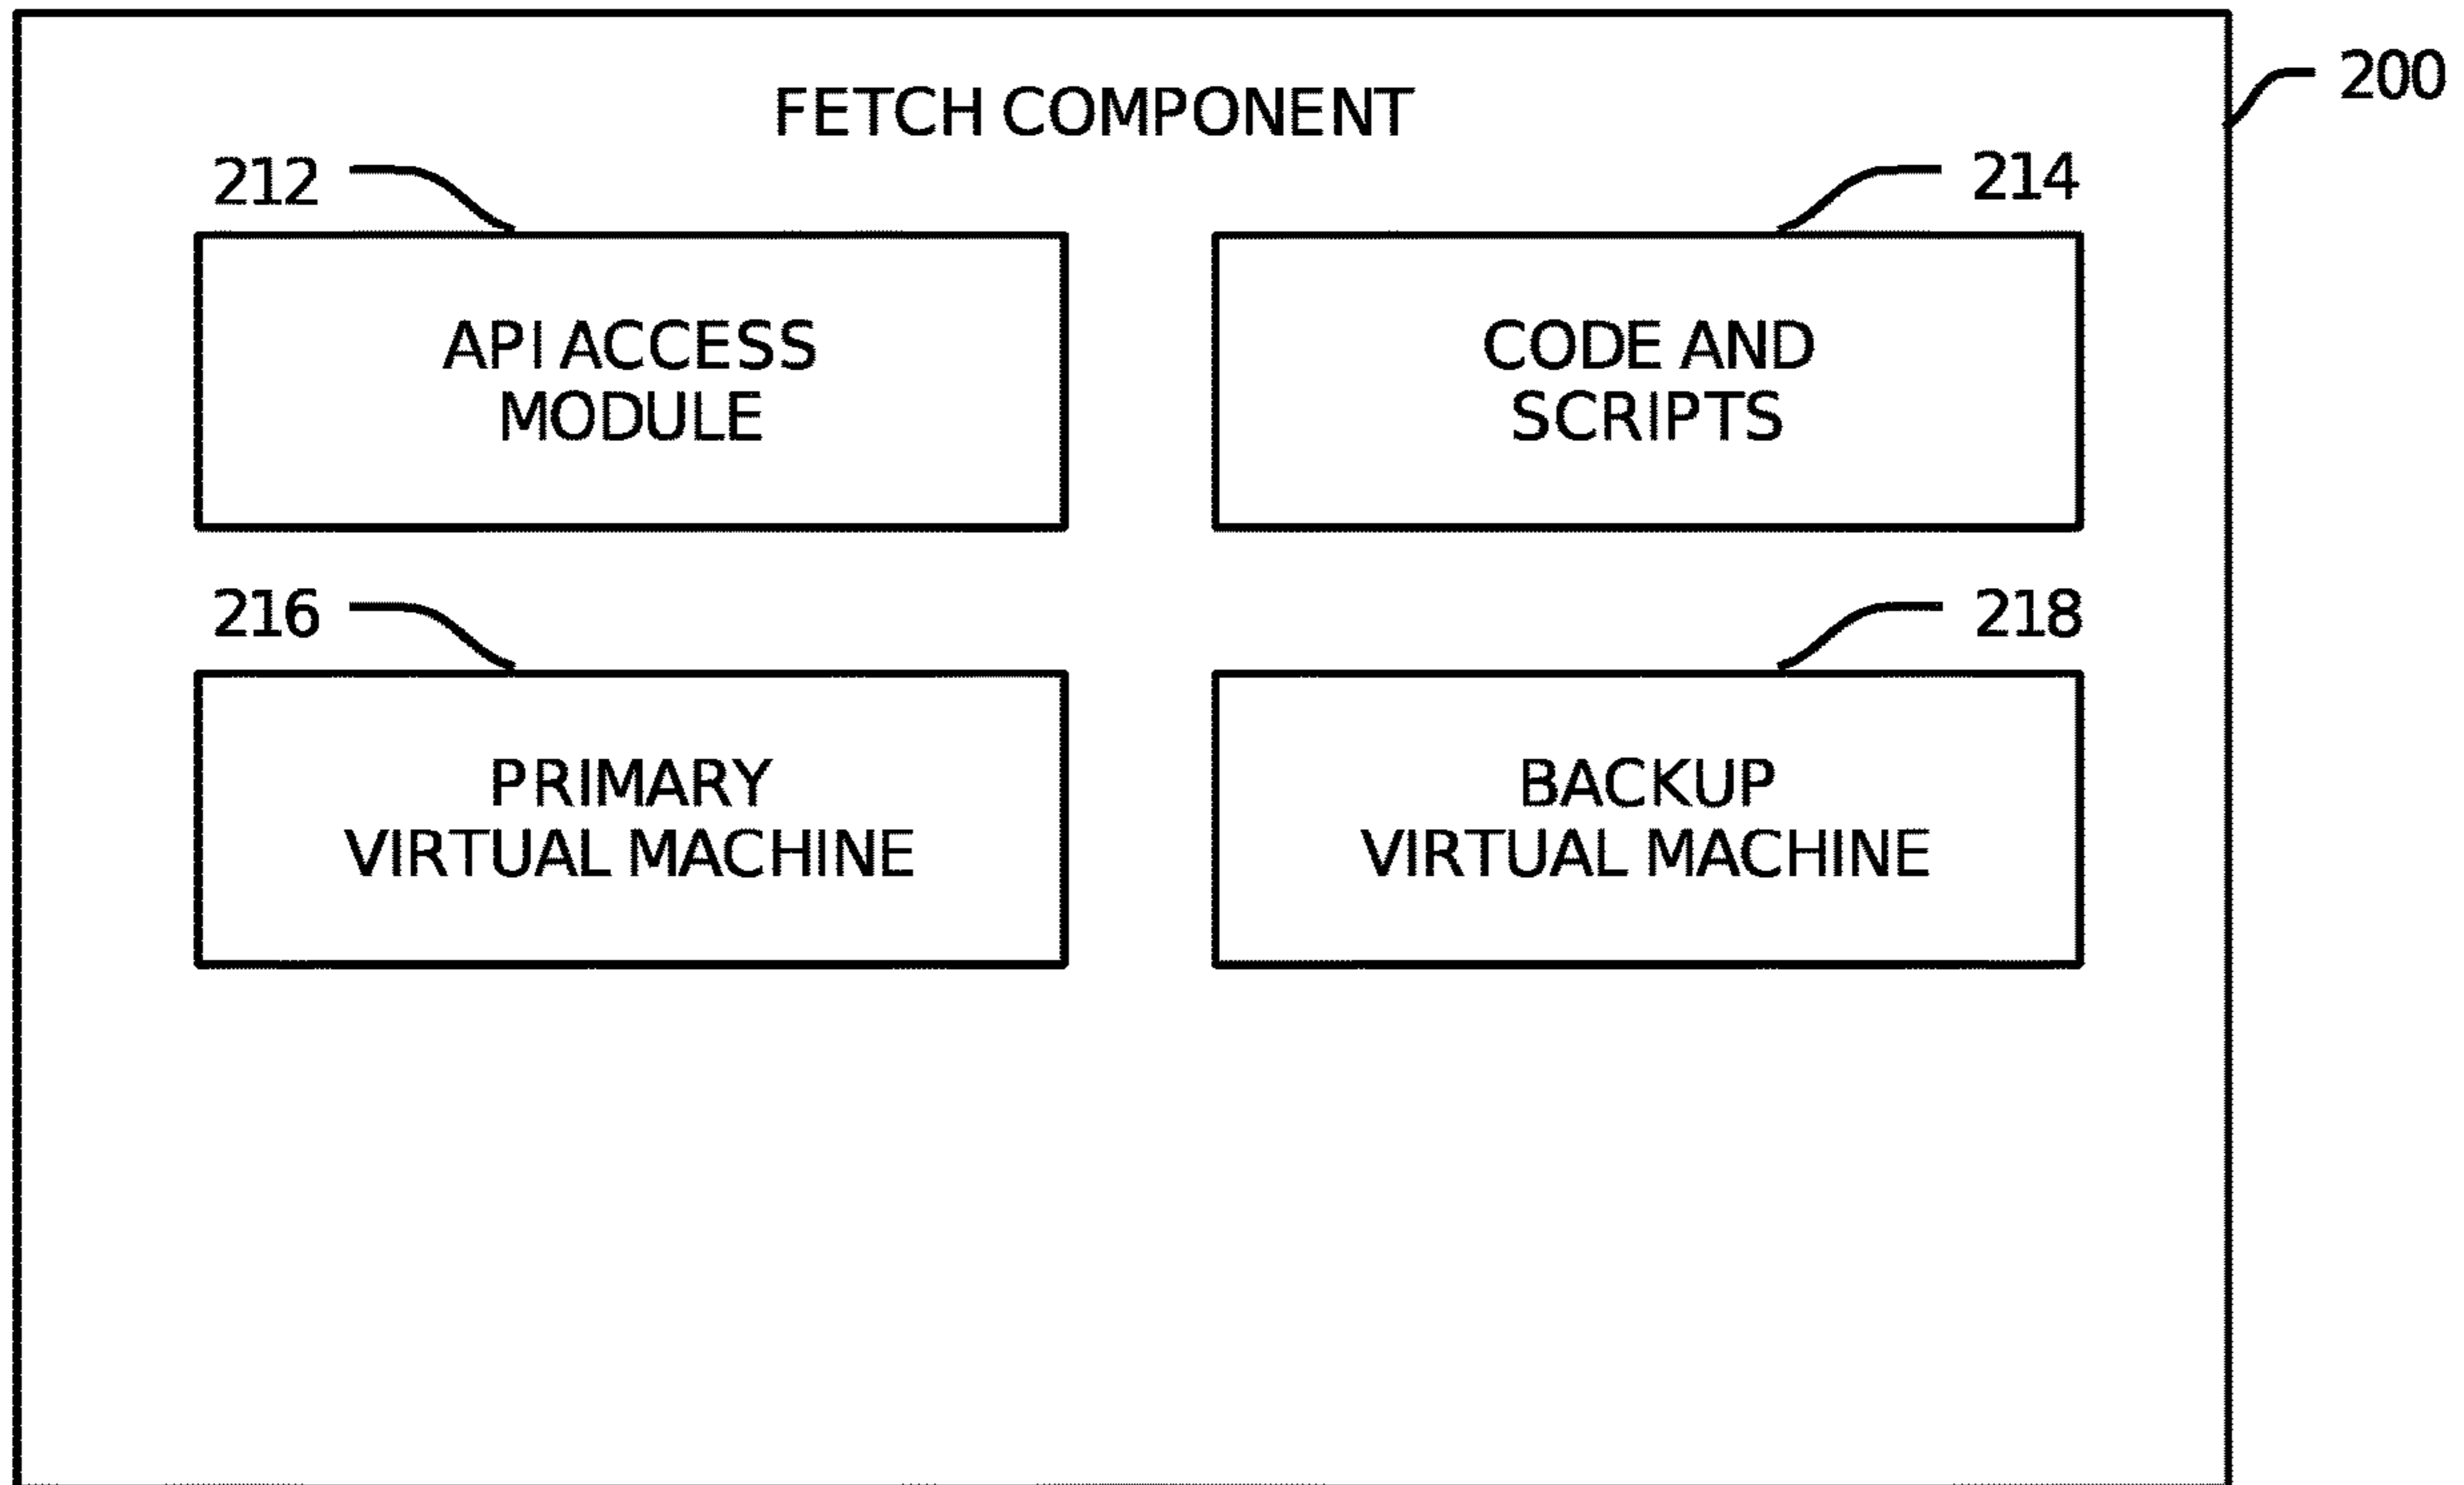 200
FETCH COMPONENT
212
214
API ACCESS
MODULE
CODE AND
SCRIPTS
216
218
PRIMARY
VIRTUAL MACHINE
BACKUP
VIRTUAL MACHINE